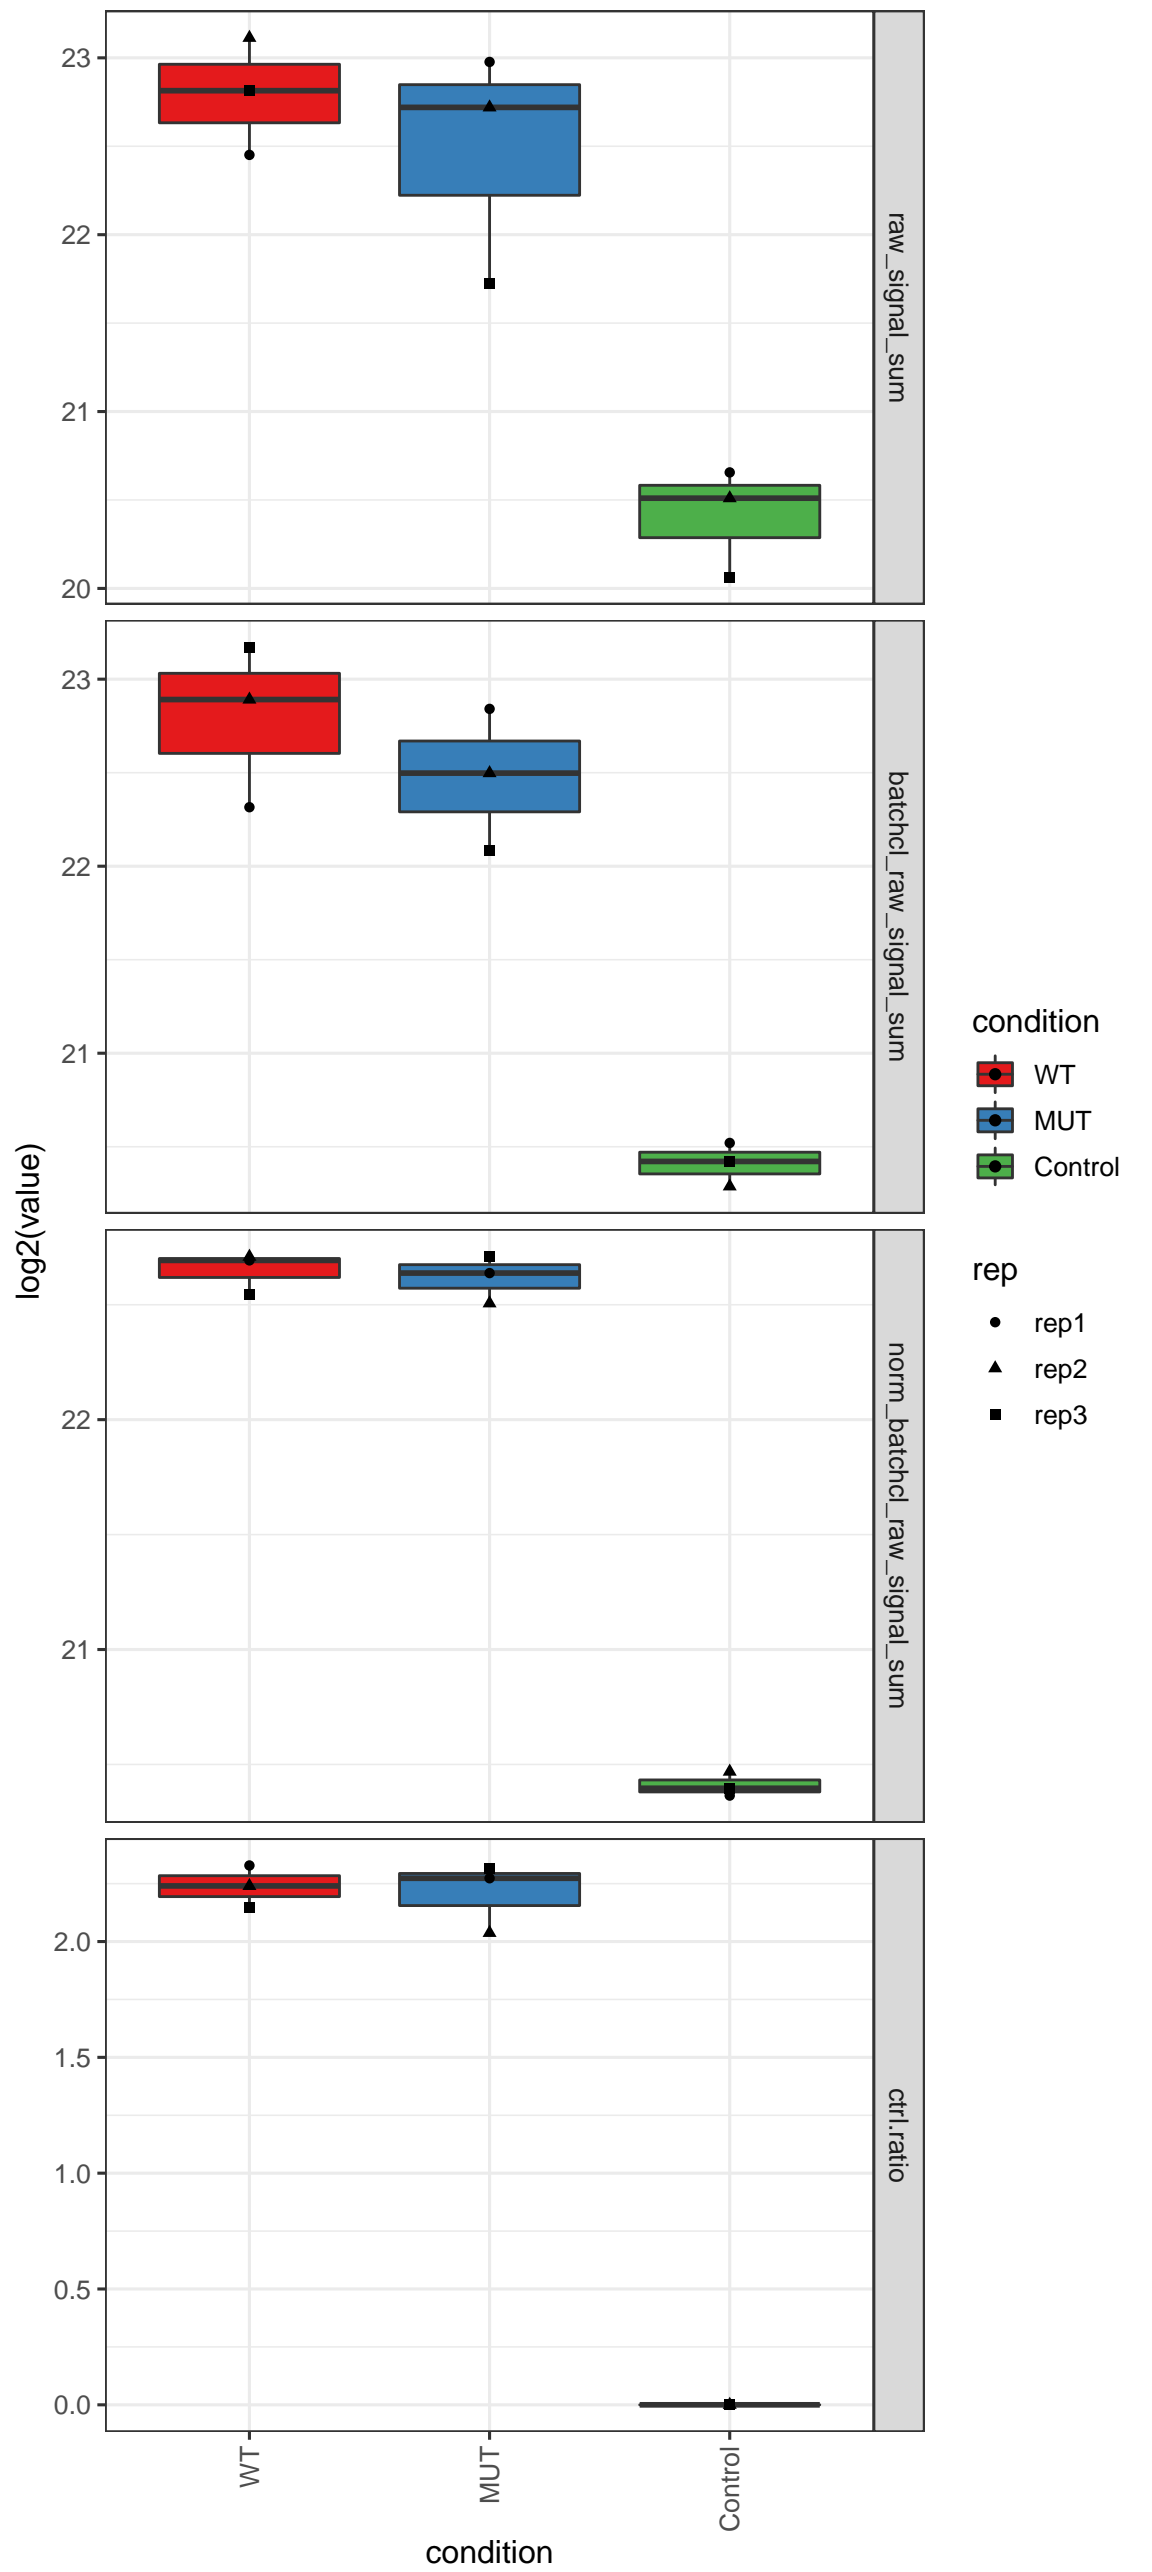 log2(value)
23
22
21
20
raw_signal_sum
23
22
21
batchcl_raw_signal_sum
22
21
norm_batchcl_raw_signal_sum
2.0
1.5
1.0
0.5
0.0
ctrl.ratio
WT
MUT
Control
condition
condition
WT
MUT
Control
rep
rep1
rep2
rep3